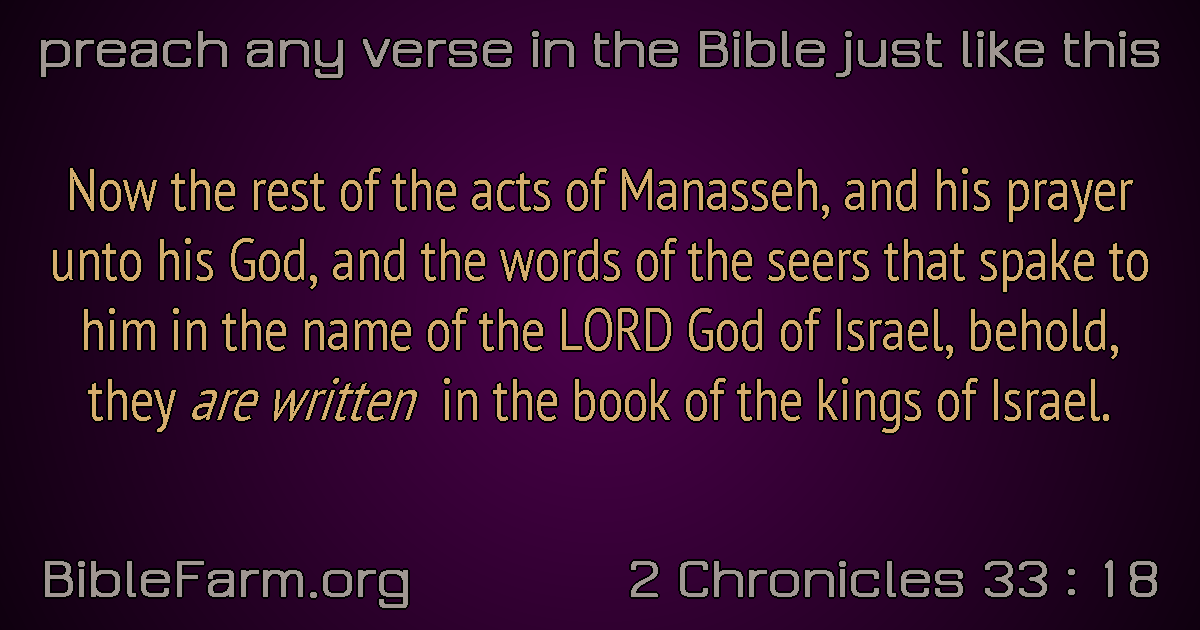 preach any verse in the Bible just like this
Now the rest of the acts of Manasseh, and his prayer
unto his God, and the words of the seers that spake to
him in the name of the LORD God of Israel, behold,
they are written in the book of the kings of Israel.
BibleFarm.org
2 Chronicles 33 : 18